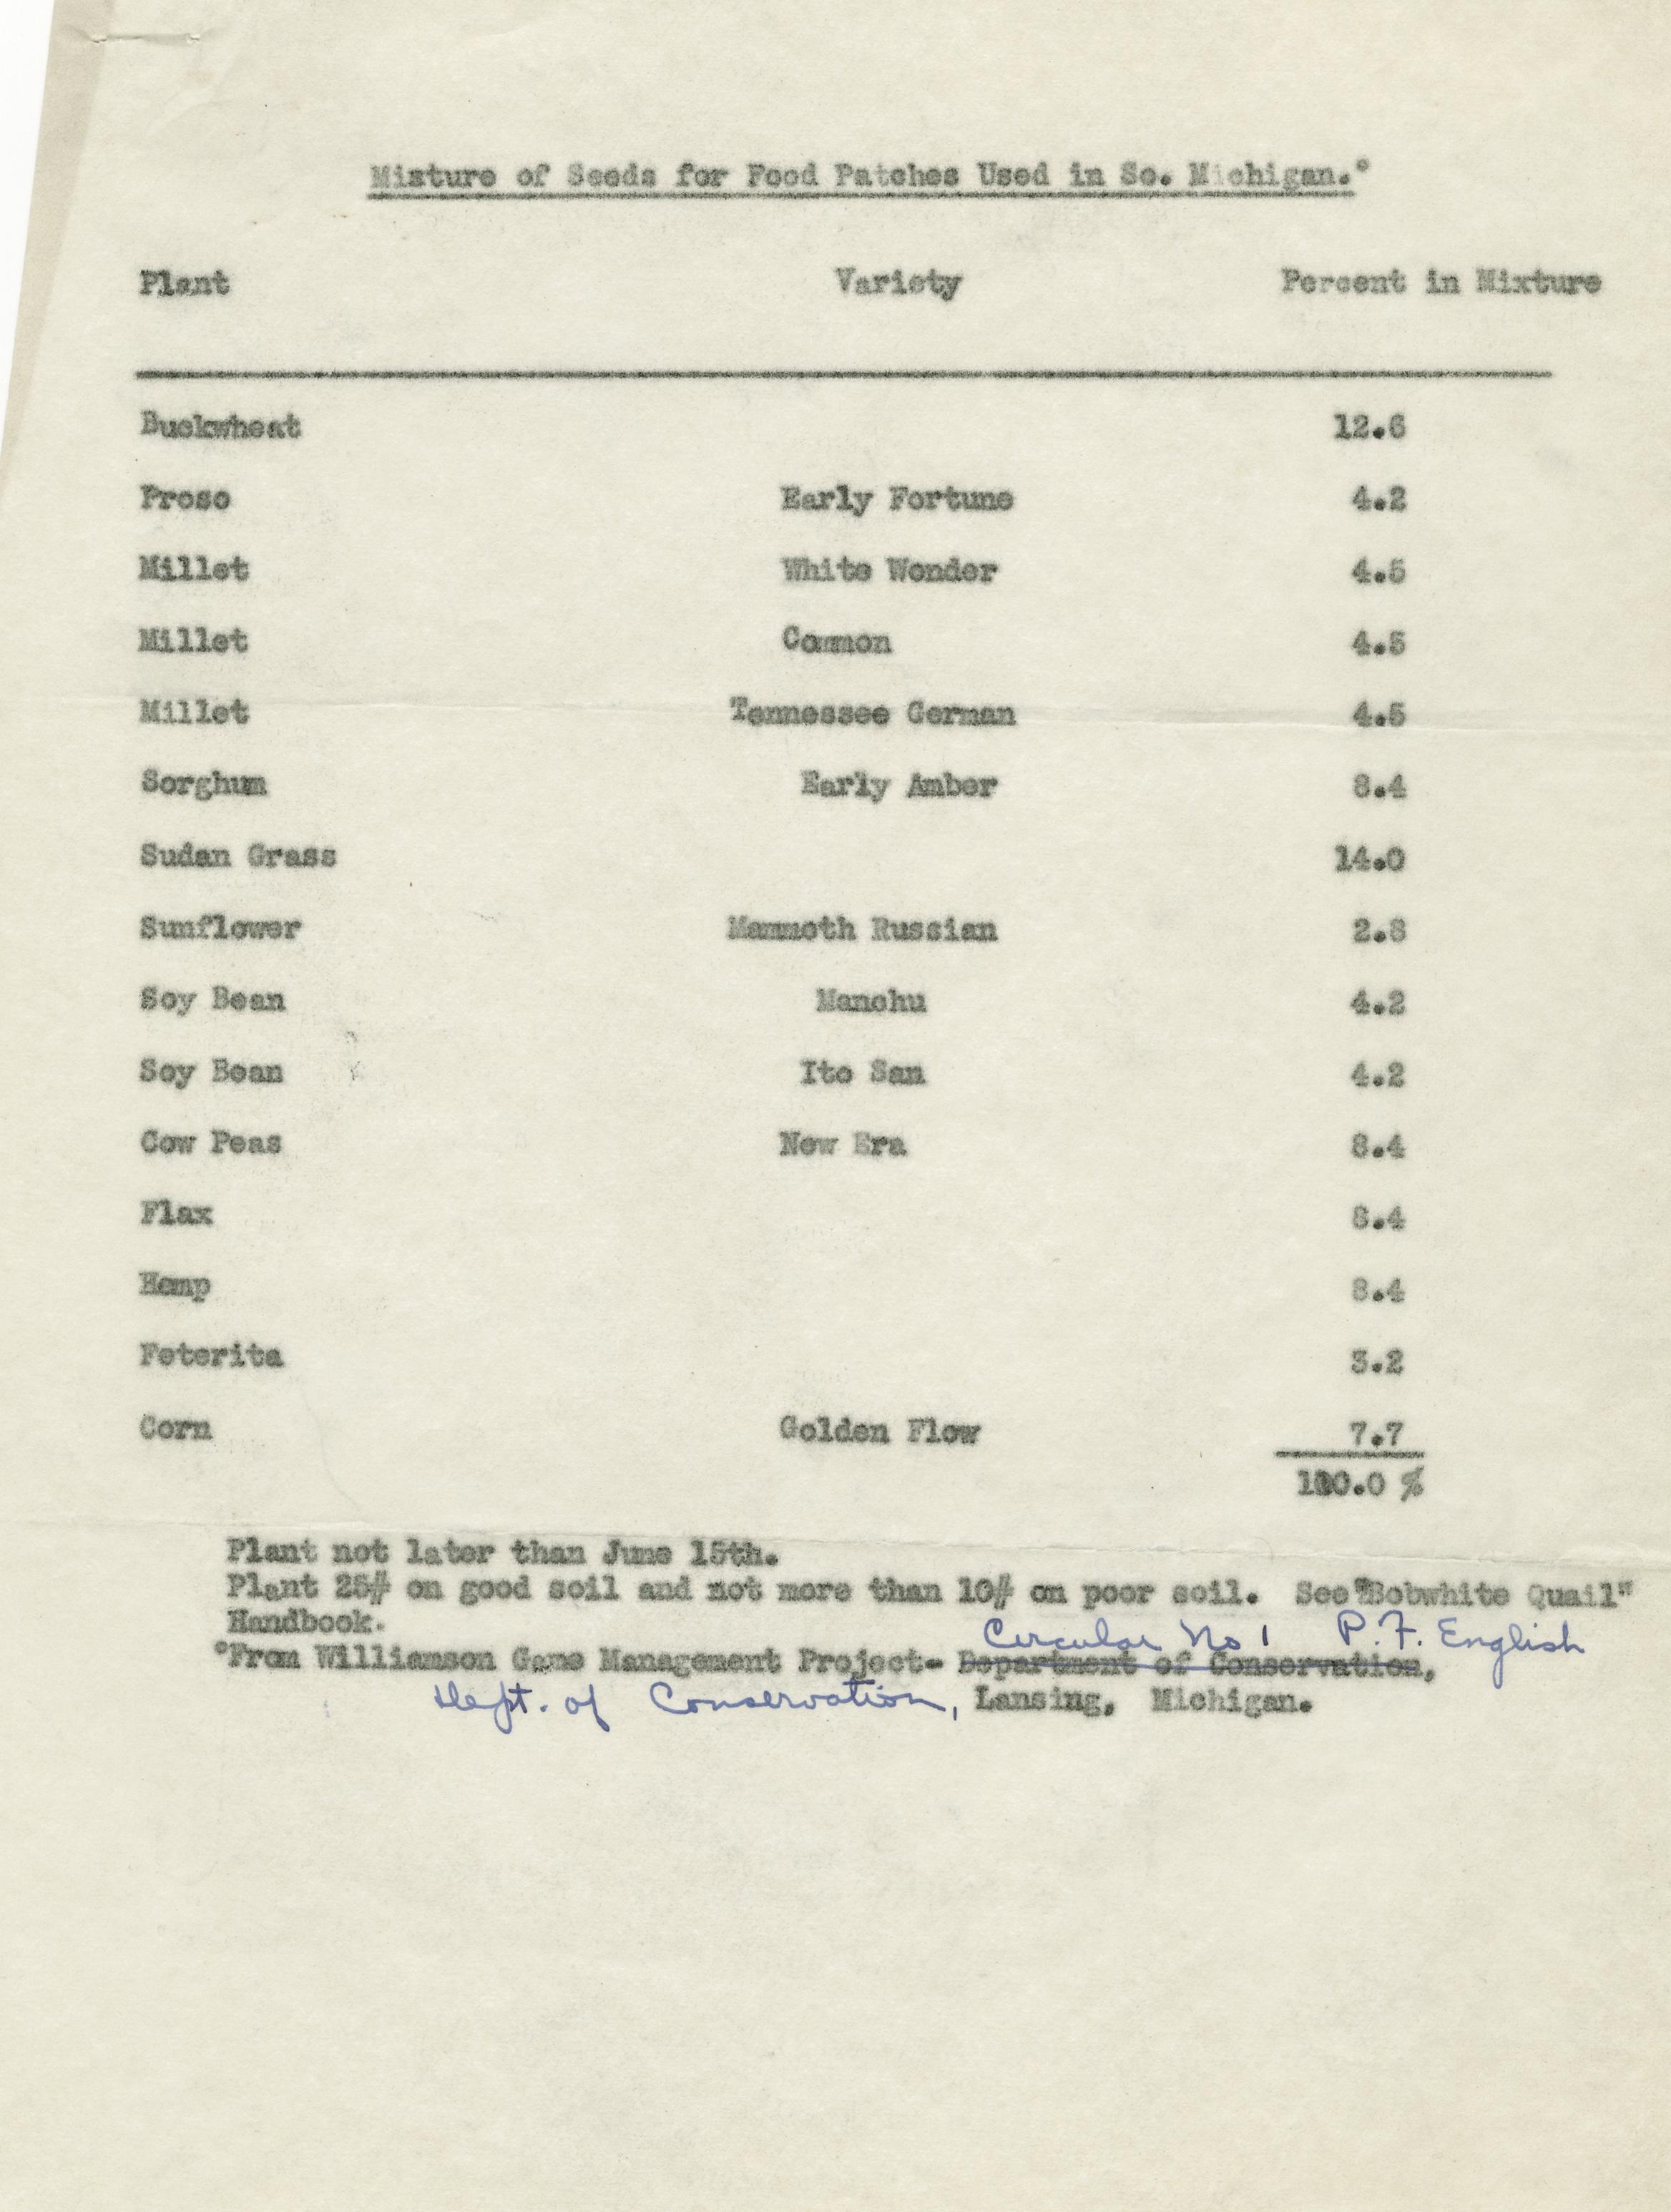 Mixture of Seeds for Food Patches Used in So. Michigan.°
Plant Variety Percent in Mixture
Buckwheat 12.6
Proso Early Fortune 4.2
Millet White Wonder 4.5
Millet Common 4.5
Millet Tennessee German 4.5
Sorghum Early Amber 8.4
Sudan Grass 14.0
Sunflower Mammoth Russian 2.8
Soy Bean Manchu 4.2
Soy Bean Ito San 4.2
Cow Peas New Era 8.4
Flax 8.4
Hemp 8.4
Feterita 3.2
Corn Golden Flow 7.7
100.0 %
Plant not later than June 15th.
Plant 25# on good soil and not more than 10# on poor soil. See "Bobwhite Quail"
Handbook.
Circular No 1 P.F. English
°From Williamson Game Management Project- Department of Conservation,
Dept. of Conservation, Lansing, Michigan.